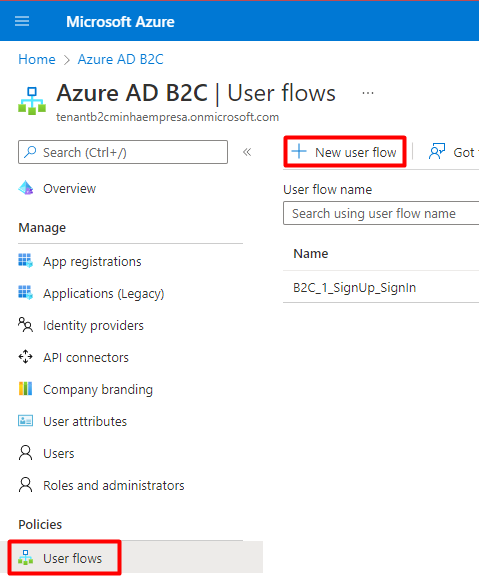 Microsoft Azure
Home > Azure AD B2C
Azure AD B2C | User flows ...
tenantb2cminhaempresa.onmicrosoft.com
Search (Ctrl+/) «
+ New user flow
Got
Overview
User flow name
Search using user flow name
Manage
Name
App registrations
B2C_1_SignUp_SignIn
Applications (Legacy)
Identity providers
API connectors
Company branding
User attributes
Users
Roles and administrators
Policies
User flows